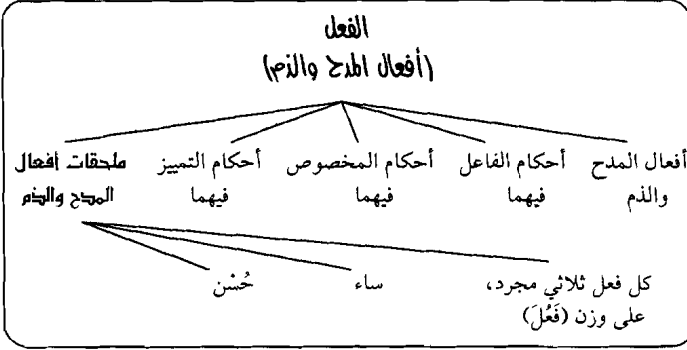 الفعل
(أفعال المدح والذم)
أفعال المدح والذم
أحكام الفاعل فيهما
أحكام المخصوص فيهما
أحكام التمييز فيهما
ملحقات أفعال المدح والذم
كل فعل ثلاثي مجرد،
على وزن (فَعُلَ)
ساء
حُسْن